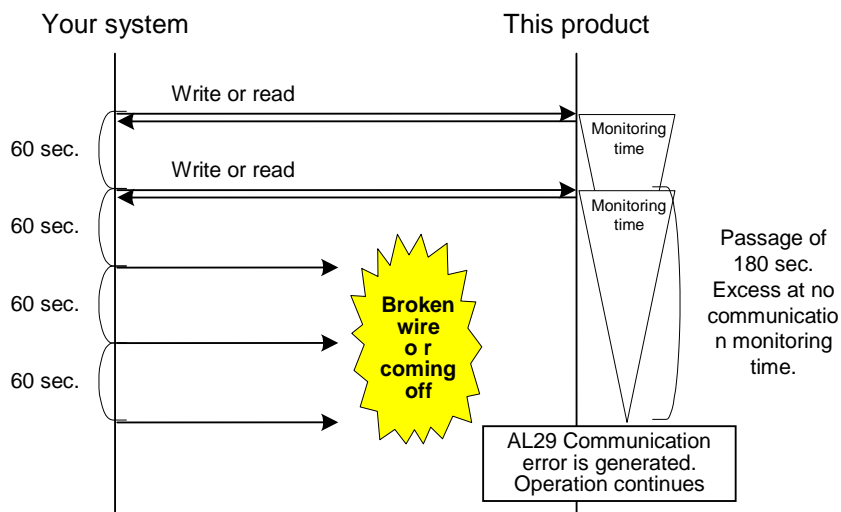 Your system
This product
Write or read
Monitoring
time
60 sec.
Write or read
Monitoring
time
60 sec.
Passage of
180 sec.
Excess at no
communicatio
n monitoring
time.
Broken
wire
o r
coming
off
60 sec.
60 sec.
AL29 Communication
error is generated.
Operation continues